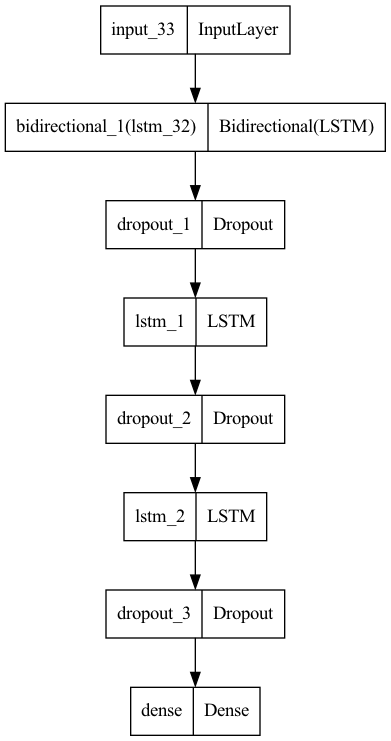 input_33 InputLayer
bidirectional_1(lstm_32) Bidirectional(LSTM)
dropout_1 Dropout
lstm_1 LSTM
dropout_2 Dropout
lstm_2 LSTM
dropout_3 Dropout
dense Dense